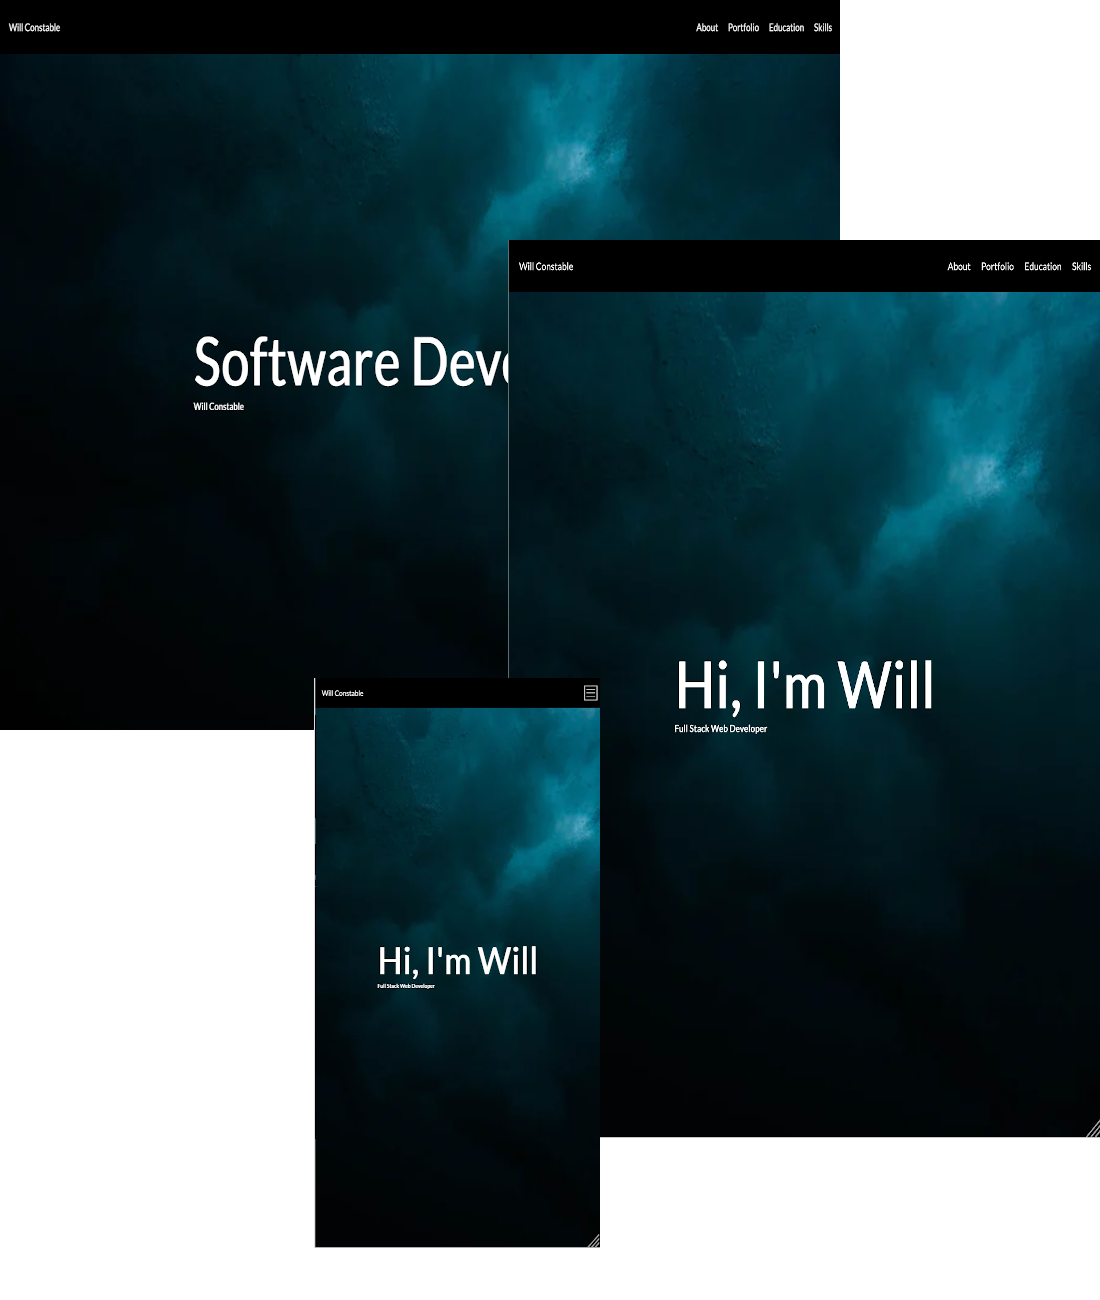 Will Constable
About Portfolio Education Skills
Software Deve
Will Constable
Will Constable
About Portfolio Education Skills
Hi, I'm Will
Full Stack Web Developer
Will Constable
Hi, I'm Will
Full Stack Web Developer